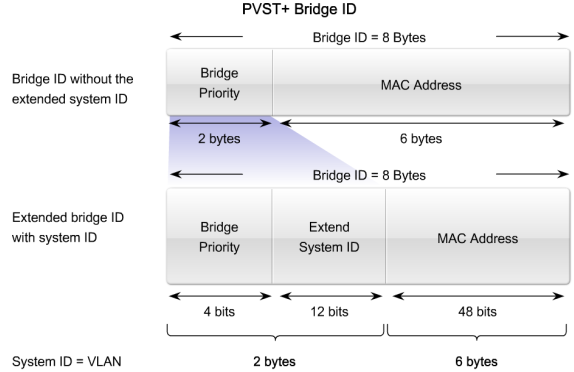 PVST+ Bridge ID
Bridge ID = 8 Bytes
Bridge ID without the
extended system ID
Bridge
Priority
MAC Address
2 bytes
6 bytes
Bridge ID = 8 Bytes
Extended bridge ID
with system ID
Bridge
Priority
Extend
System ID
MAC Address
4 bits
12 bits
48 bits
System ID = VLAN
2 bytes
6 bytes